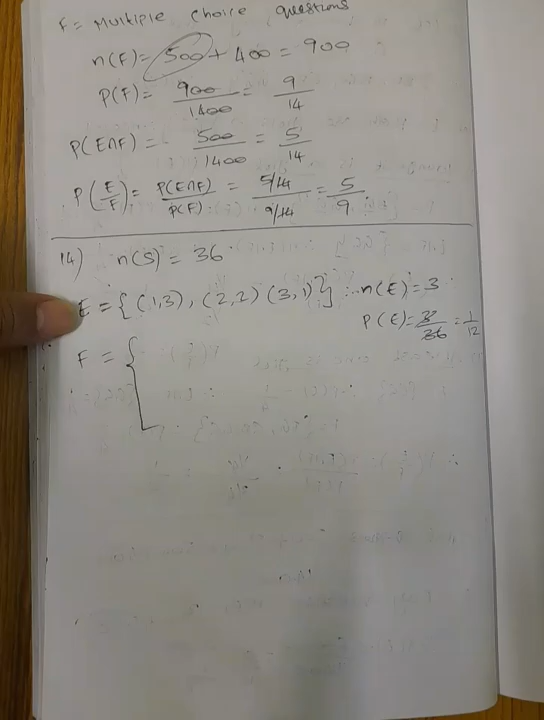 F = Multiple Choice questions
n(F) = 500 + 400 = 900
P(F) = 900/1400 = 9/14
P(E∩F) = 500/1400 = 5/14
P(E/F) = P(E∩F)/P(F) = 5/14 / 9/14 = 5/9
14) n(S) = 36
E = {(1,3), (2,2) (3,1)} ∴ n(E) = 3
P(E) = 3/36 = 1/12
F = {